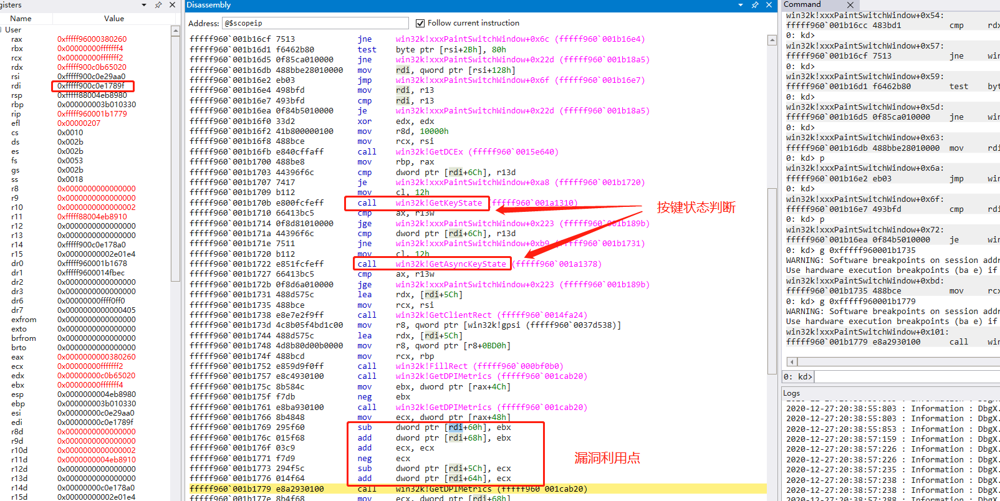 gisters
Name Value
User
rax 0xfffff96000380260
rbx 0x00000000fffffff4
rcx 0x00000000fffffff2
rdx 0xfffff900c0b65020
rsi 0xfffff900c0e29aa0
rdi 0xfffff900c0e1789f
rsp 0xfffff88004eb8980
rbp 0x000000003b010330
rip 0xfffff960001b1779
efl 0x00000207
cs 0x0010
ds 0x002b
es 0x002b
fs 0x0053
gs 0x002b
ss 0x0018
r8 0x0000000000000000
r9 0x0000000000000000
r10 0x0000000000000002
r11 0xfffff88004eb8910
r12 0x0000000000000000
r13 0x0000000000000000
r14 0xfffff900c0e178a0
r15 0x00000000002e01e4
dr0 0xfffff960001b1678
dr1 0xfffff9600014fbec
dr2 0x0000000000000000
dr3 0x0000000000000000
dr6 0x00000000ffff0ff0
dr7 0x0000000000000405
exfrom 0x0000000000000000
exto 0x0000000000000000
brfrom 0x0000000000000000
brto 0x0000000000000000
eax 0x0000000000380260
ecx 0x00000000fffffff2
edx 0x00000000c0b65020
ebx 0x00000000fffffff4
esp 0x0000000004eb8980
ebp 0x000000003b010330
esi 0x00000000c0e29aa0
edi 0x00000000c0e1789f
r8d 0x0000000000000000
r9d 0x0000000000000000
r10d 0x0000000000000002
r11d 0x0000000004eb8910
r12d 0x0000000000000000
r13d 0x0000000000000000
r14d 0x00000000c0e178a0
r15d 0x00000000002e01e4
Disassembly
Address: @$scopeip Follow current instruction
fffff960`001b16cf 7513 jne win32k!xxxPaintSwitchWindow+0x6c (fffff960`001b16e4)
fffff960`001b16d1 f6462b80 test byte ptr [rsi+2Bh], 80h
fffff960`001b16d5 0f85ca010000 jne win32k!xxxPaintSwitchWindow+0x22d (fffff960`001b18a5)
fffff960`001b16db 488bbe28010000 mov rdi, qword ptr [rsi+128h]
fffff960`001b16e2 eb03 jmp win32k!xxxPaintSwitchWindow+0x6f (fffff960`001b16e7)
fffff960`001b16e4 498bfd mov rdi, r13
fffff960`001b16e7 493bfd cmp rdi, r13
fffff960`001b16ea 0f84b5010000 je win32k!xxxPaintSwitchWindow+0x22d (fffff960`001b18a5)
fffff960`001b16f0 33d2 xor edx, edx
fffff960`001b16f2 41b800000100 mov r8d, 10000h
fffff960`001b16f8 488bce mov rcx, rsi
fffff960`001b16fb e840cffaff call win32k!GetDCEx (fffff960`0015e640)
fffff960`001b1700 488be8 mov rbp, rax
fffff960`001b1703 44396f6c cmp dword ptr [rdi+6Ch], r13d
fffff960`001b1707 7417 je win32k!xxxPaintSwitchWindow+0xa8 (fffff960`001b1720)
fffff960`001b1709 b112 mov cl, 12h
fffff960`001b170b e800fcfeff call win32k!GetKeyState (fffff960`001a1310)
fffff960`001b1710 66413bc5 cmp ax, r13w
fffff960`001b1714 0f8d81010000 jge win32k!xxxPaintSwitchWindow+0x223 (fffff960`001b189b)
fffff960`001b171a 44396f6c cmp dword ptr [rdi+6Ch], r13d
fffff960`001b171e 7511 jne win32k!xxxPaintSwitchWindow+0xb9 (fffff960`001b1731)
fffff960`001b1720 b112 mov cl, 12h
fffff960`001b1722 e851fcfeff call win32k!GetAsyncKeyState (fffff960`001a1378)
fffff960`001b1727 66413bc5 cmp ax, r13w
fffff960`001b172b 0f8d6a010000 jge win32k!xxxPaintSwitchWindow+0x223 (fffff960`001b189b)
fffff960`001b1731 488d575c lea rdx, [rdi+5Ch]
fffff960`001b1735 488bce mov rcx, rsi
fffff960`001b1738 e8e7e2f9ff call win32k!GetClientRect (fffff960`0014fa24)
fffff960`001b173d 4c8b05f4bd1c00 mov r8, qword ptr [win32k!gpsi (fffff960`0037d538)]
fffff960`001b1744 488d575c lea rdx, [rdi+5Ch]
fffff960`001b1748 4d8b80d00b0000 mov r8, qword ptr [r8+0BD0h]
fffff960`001b174f 488bcd mov rcx, rbp
fffff960`001b1752 e859d9f0ff call win32k!FillRect (fffff960`000bf0b0)
fffff960`001b1757 e8c4930100 call win32k!GetDPIMetrics (fffff960`001cab20)
fffff960`001b175c 8b584c mov ebx, dword ptr [rax+4Ch]
fffff960`001b175f f7db neg ebx
fffff960`001b1761 e8ba930100 call win32k!GetDPIMetrics (fffff960`001cab20)
fffff960`001b1766 8b4848 mov ecx, dword ptr [rax+48h]
fffff960`001b1769 295f60 sub dword ptr [rdi+60h], ebx
fffff960`001b176c 015f68 add dword ptr [rdi+68h], ebx
fffff960`001b176f 03c9 add ecx, ecx
fffff960`001b1771 f7d9 neg ecx
fffff960`001b1773 294f5c sub dword ptr [rdi+5Ch], ecx
fffff960`001b1776 014f64 add dword ptr [rdi+64h], ecx
fffff960`001b1779 e8a2930100 call win32k!GetDPIMetrics (fffff960`001cab20)
fffff960`001b177e 8b4f68 mov ecx, dword ptr [rdi+68h]
按键状态判断
漏洞利用点
Command
win32k!xxxPaintSwitchWindow+0x54:
fffff960`001b16cc 483bd1 cmp rdx
0: kd>
win32k!xxxPaintSwitchWindow+0x57:
fffff960`001b16cf 7513 jne win
0: kd>
win32k!xxxPaintSwitchWindow+0x59:
fffff960`001b16d1 f6462b80 test byt
0: kd>
win32k!xxxPaintSwitchWindow+0x5d:
fffff960`001b16d5 0f85ca010000 jne win
0: kd>
win32k!xxxPaintSwitchWindow+0x63:
fffff960`001b16db 488bbe28010000 mov rdi
0: kd> p
win32k!xxxPaintSwitchWindow+0x6a:
fffff960`001b16e2 eb03 jmp win
0: kd>
win32k!xxxPaintSwitchWindow+0x6f:
fffff960`001b16e7 493bfd cmp rdi
0: kd> p
win32k!xxxPaintSwitchWindow+0x72:
fffff960`001b16ea 0f84b5010000 je win
0: kd> g 0xfffff960001b1735
WARNING: Software breakpoints on session addr
Use hardware execution breakpoints (ba e) if
win32k!xxxPaintSwitchWindow+0xbd:
fffff960`001b1735 488bce mov rcx
0: kd> g 0xfffff960001b1779
WARNING: Software breakpoints on session addr
Use hardware execution breakpoints (ba e) if
win32k!xxxPaintSwitchWindow+0x101:
fffff960`001b1779 e8a2930100 call win
0: kd>
Logs
2020-12-27:20:38:55:803 : Information : DbgX.
2020-12-27:20:38:55:853 : Information : DbgX.
2020-12-27:20:38:57:159 : Information : DbgX.
2020-12-27:20:38:57:226 : Information : DbgX.
2020-12-27:20:38:57:226 : Information : DbgX.
2020-12-27:20:38:57:235 : Information : DbgX.
2020-12-27:20:38:57:238 : Information : DbgX.
2020-12-27:20:38:57:238 : Information : DbgX.